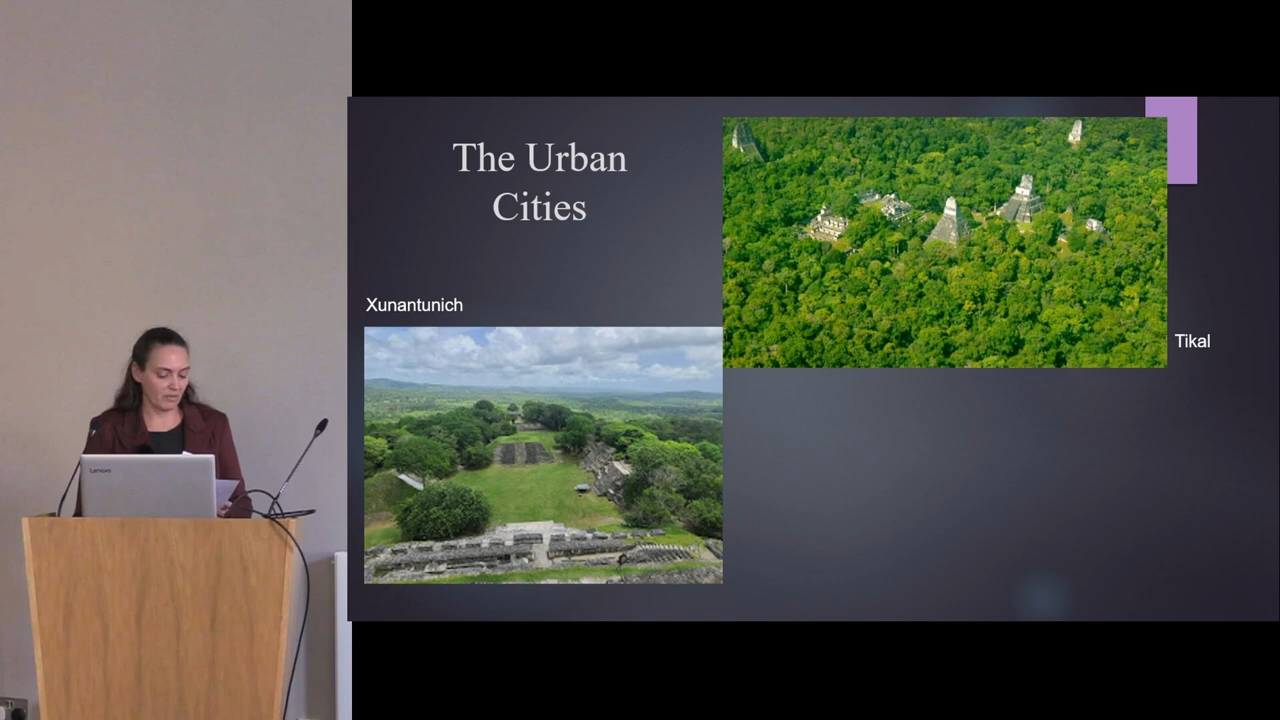 The Urban
Cities
Xunantunich
Tikal
Lenovo